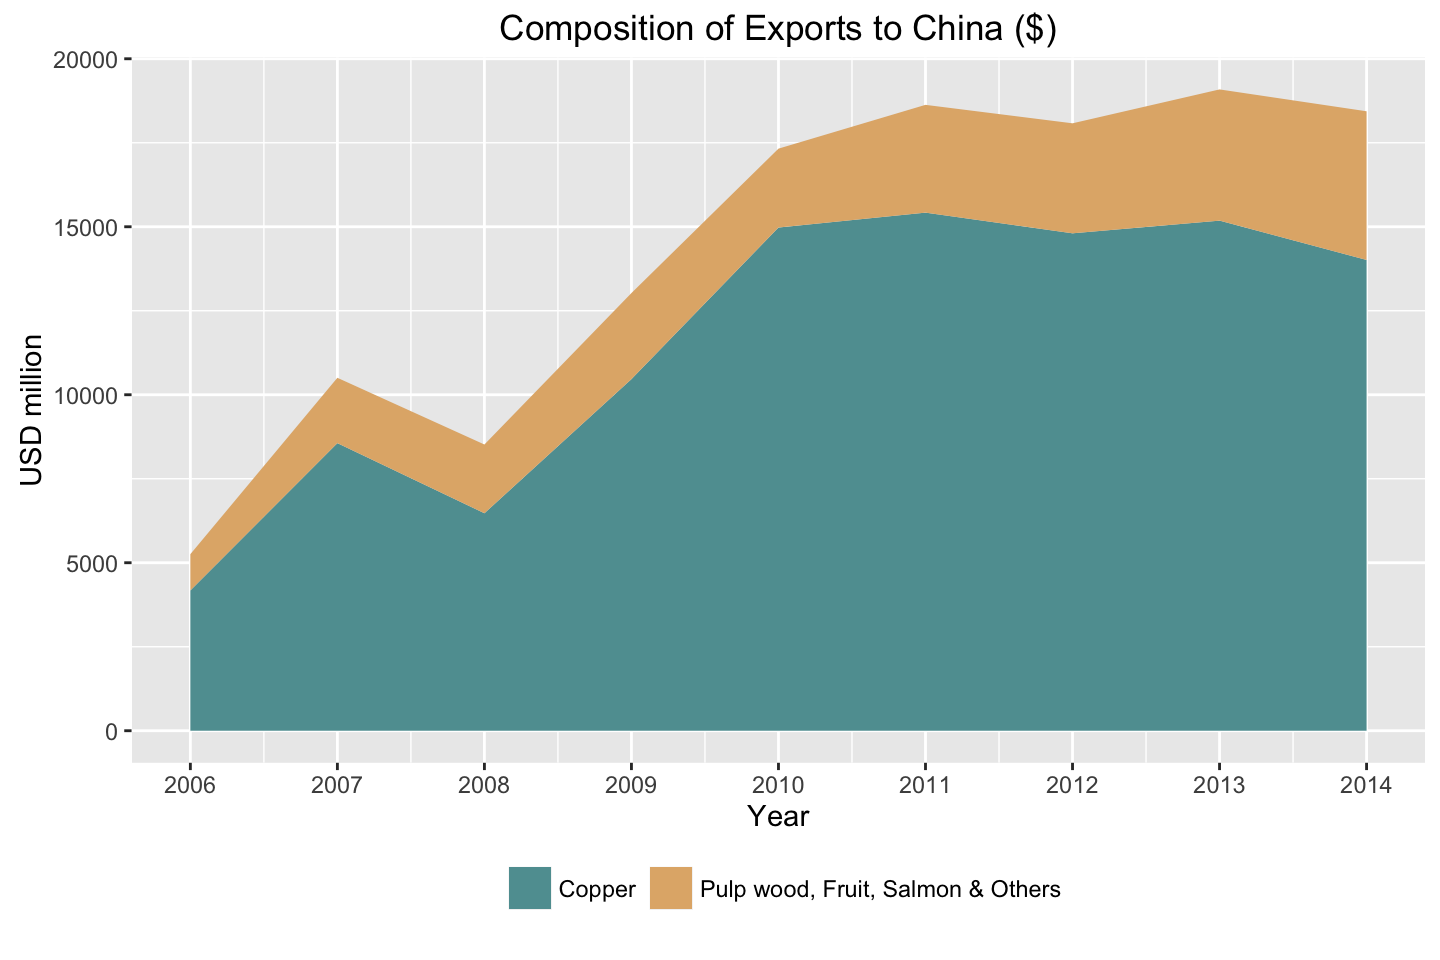 Composition of Exports to China ($)
20000
15000
10000
5000
0
USD million
2006 2007 2008 2009 2010 2011 2012 2013 2014
Year
Copper Pulp wood, Fruit, Salmon & Others